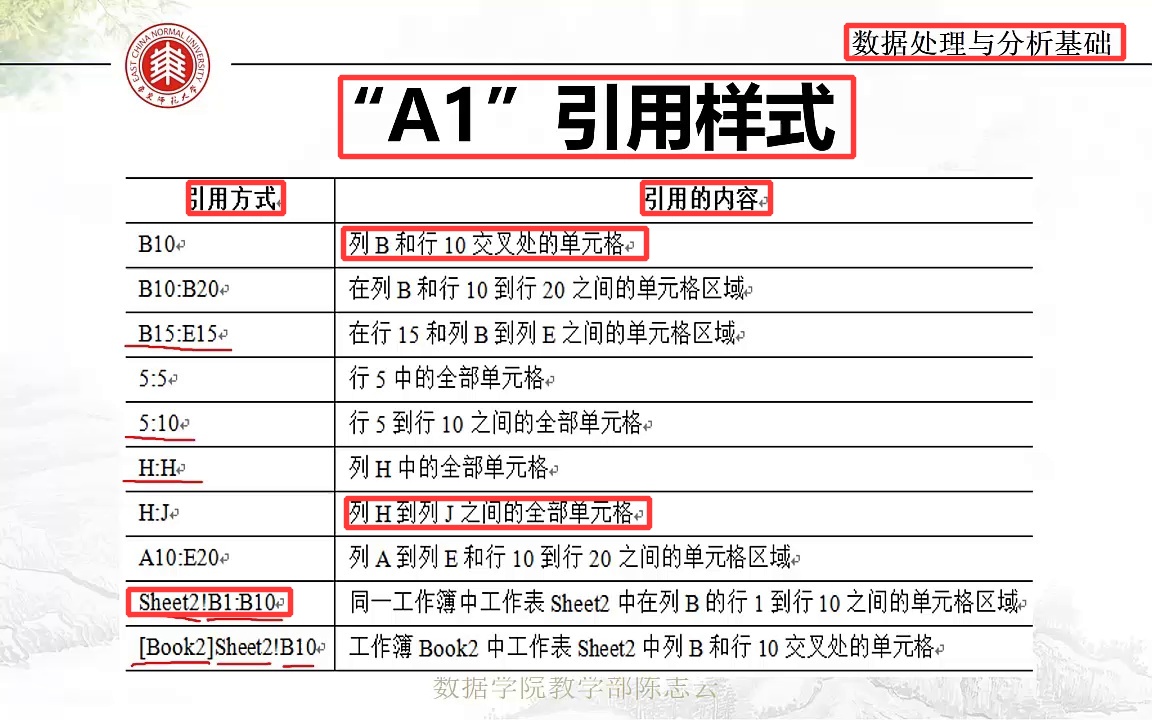 EAST CHINA NORMAL UNIVERSITY
华东师范大学
数据处理与分析基础
“A1”引用样式
引用方式 引用的内容
B10 列 B 和行 10 交叉处的单元格
B10:B20 在列 B 和行 10 到行 20 之间的单元格区域
B15:E15 在行 15 和列 B 到列 E 之间的单元格区域
5:5 行 5 中的全部单元格
5:10 行 5 到行 10 之间的全部单元格
H:H 列 H 中的全部单元格
H:J 列 H 到列 J 之间的全部单元格
A10:E20 列 A 到列 E 和行 10 到行 20 之间的单元格区域
Sheet2!B1:B10 同一工作簿中工作表 Sheet2 中在列 B 的行 1 到行 10 之间的单元格区域
[Book2]Sheet2!B10 工作簿 Book2 中工作表 Sheet2 中列 B 和行 10 交叉处的单元格
数据学院教学部陈志云